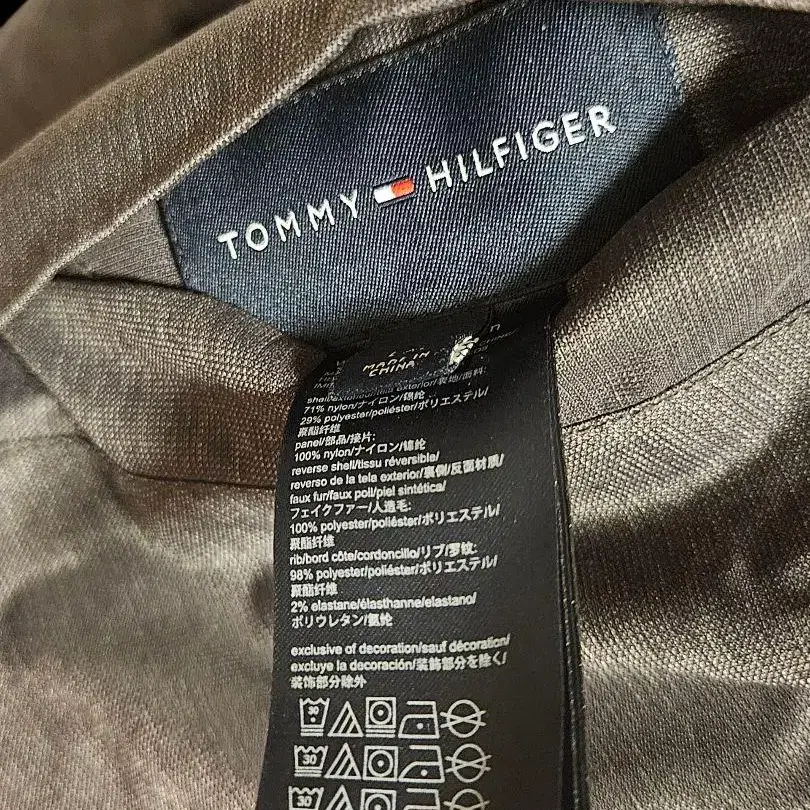 TOMMY HILFIGER
MADE IN
CHINA
71% nylon/ナイロン/锦纶
29% polyester/poliéster/ポリエステル/
聚酯纤维
panel/部品/接片:
100% nylon/ナイロン/锦纶
reverse shell/tissu réversible/
reverso de la tela exterior/裏側/反面材质/
faux fur/faux poil/piel sintética/
フェイクファー/人造毛:
100% polyester/poliéster/ポリエステル/
聚酯纤维
rib/bord côte/cordoncillo/リブ/罗纹:
98% polyester/poliéster/ポリエステル/
聚酯纤维
2% elastane/élasthanne/elastano/
ポリウレタン/氨纶
exclusive of decoration/sauf décoration/
excluye la decoración/装飾部分を除く/
装饰部分除外
30
30
30